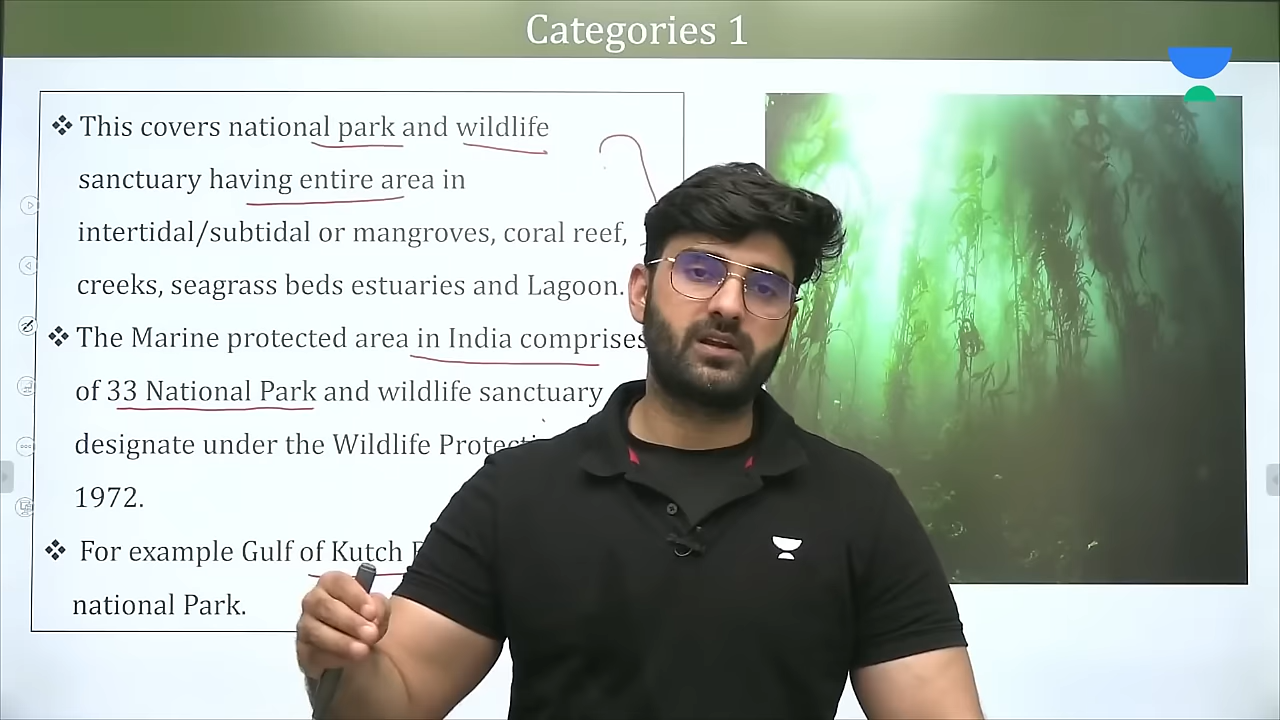 Categories 1
❖ This covers national park and wildlife
sanctuary having entire area in
intertidal/subtidal or mangroves, coral reef,
creeks, seagrass beds estuaries and Lagoon.
❖ The Marine protected area in India comprises
of 33 National Park and wildlife sanctuary
designate under the Wildlife
1972.
❖ For example Gulf of Kutch
national Park.